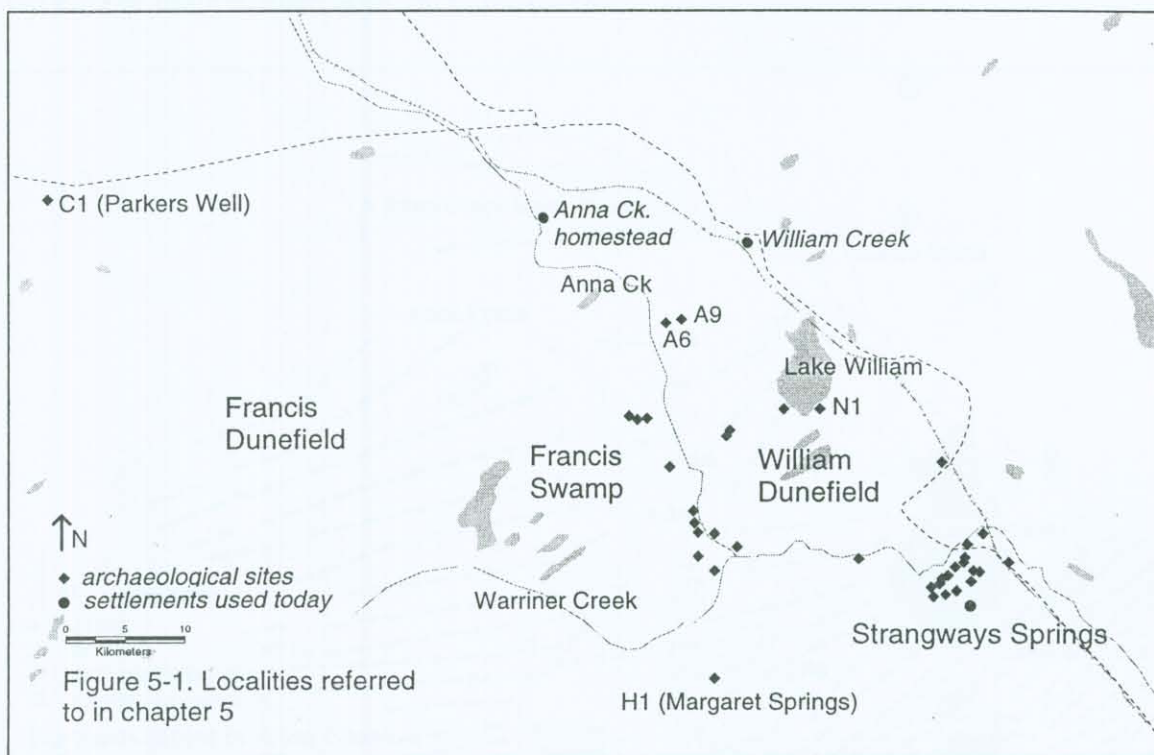 C1 (Parkers Well)
Anna Ck.
homestead
William Creek
Anna Ck
A9
A6
Lake William
N1
Francis
Dunefield
Francis
Swamp
William
Dunefield
N
archaeological sites
settlements used today
0 5 10
Kilometers
Warriner Creek
Strangways Springs
H1 (Margaret Springs)
Figure 5-1. Localities referred
to in chapter 5